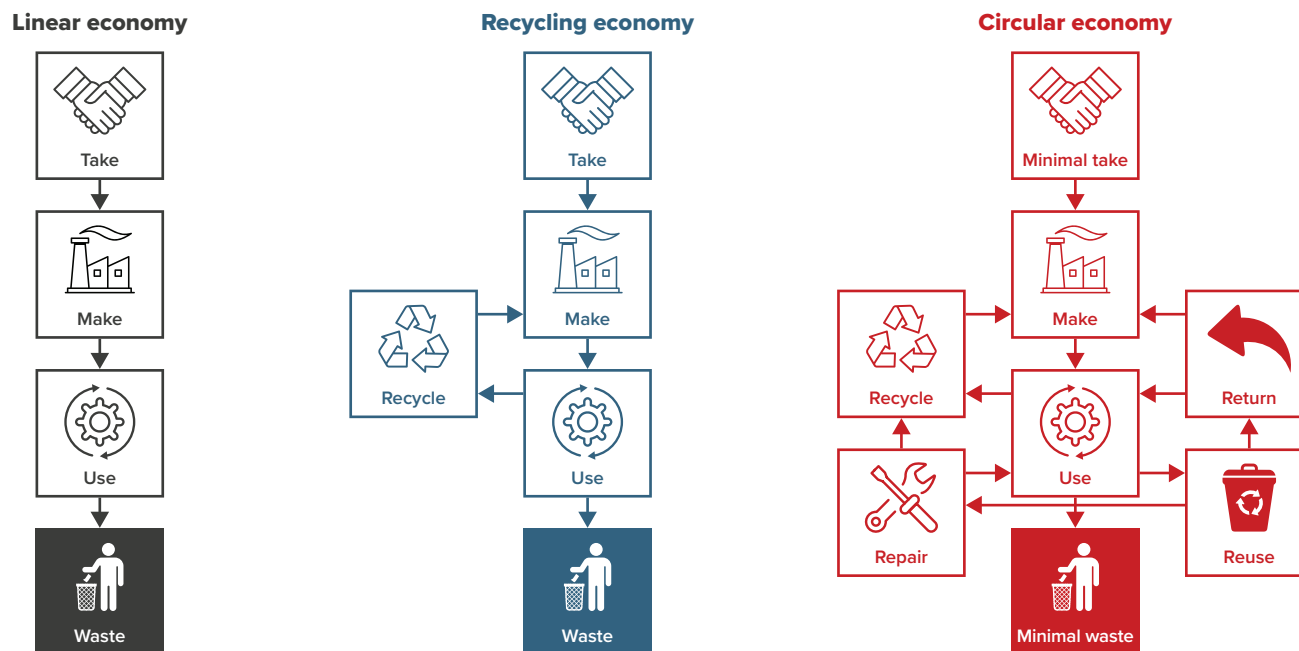 Linear economy
Take
Make
Use
Waste
Recycling economy
Take
Make
Recycle
Use
Waste
Circular economy
Minimal take
Make
Recycle
Return
Use
Repair
Reuse
Minimal waste